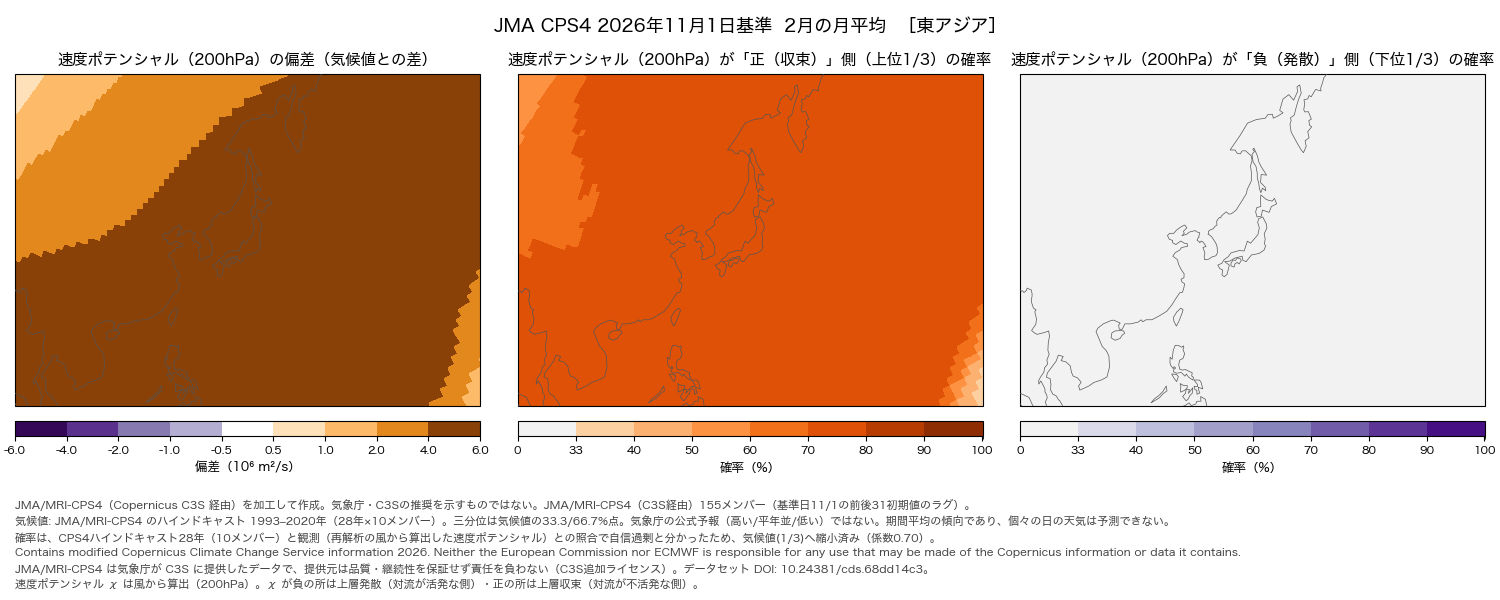 JMA CPS4 2026年11月1日基準 2月の月平均 ［東アジア］
速度ポテンシャル（200hPa）の偏差（気候値との差）
速度ポテンシャル（200hPa）が「正（収束）」側（上位1/3）の確率
速度ポテンシャル（200hPa）が「負（発散）」側（下位1/3）の確率
-6.0 -4.0 -2.0 -1.0 -0.5 0.5 1.0 2.0 4.0 6.0
偏差（10⁶ m²/s）
0 33 40 50 60 70 80 90 100
確率（%）
0 33 40 50 60 70 80 90 100
確率（%）
JMA/MRI-CPS4（Copernicus C3S 経由）を加工して作成。気象庁・C3Sの推奨を示すものではない。JMA/MRI-CPS4（C3S経由）155メンバー（基準日11/1の前後31初期値のラグ）。
気候値: JMA/MRI-CPS4 のハインドキャスト 1993–2020年（28年×10メンバー）。三分位は気候値の33.3/66.7%点。気象庁の公式予報（高い/平年並/低い）ではない。期間平均の傾向であり、個々の日の天気は予測できない。
確率は、CPS4ハインドキャスト28年（10メンバー）と観測（再解析の風から算出した速度ポテンシャル）との照合で自信過剰と分かったため、気候値(1/3)へ縮小済み（係数0.70）。
Contains modified Copernicus Climate Change Service information 2026. Neither the European Commission nor ECMWF is responsible for any use that may be made of the Copernicus information or data it contains.
JMA/MRI-CPS4 は気象庁が C3S に提供したデータで、提供元は品質・継続性を保証せず責任を負わない（C3S追加ライセンス）。データセット DOI: 10.24381/cds.68dd14c3。
速度ポテンシャル χ は風から算出（200hPa）。χ が負の所は上層発散（対流が活発な側）・正の所は上層収束（対流が不活発な側）。